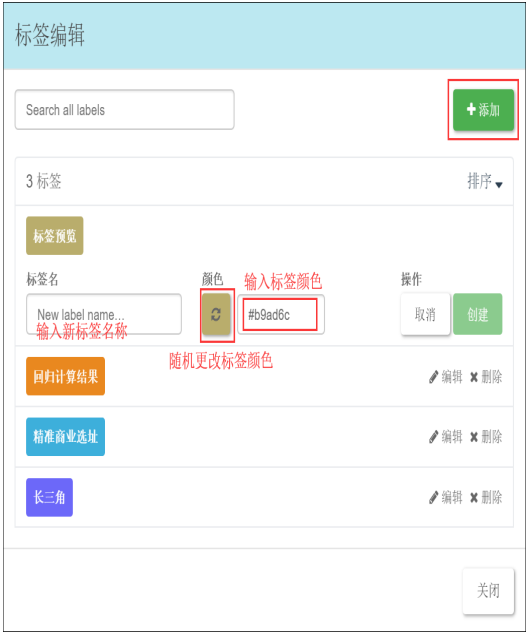 标签编辑
Search all labels
添加
3 标签
排序
标签预览
标签名
颜色
输入标签颜色
操作
New label name...
#b9ad6c
取消
创建
输入新标签名称
随机更改标签颜色
回归计算结果
编辑
删除
精准商业选址
编辑
删除
长三角
编辑
删除
关闭